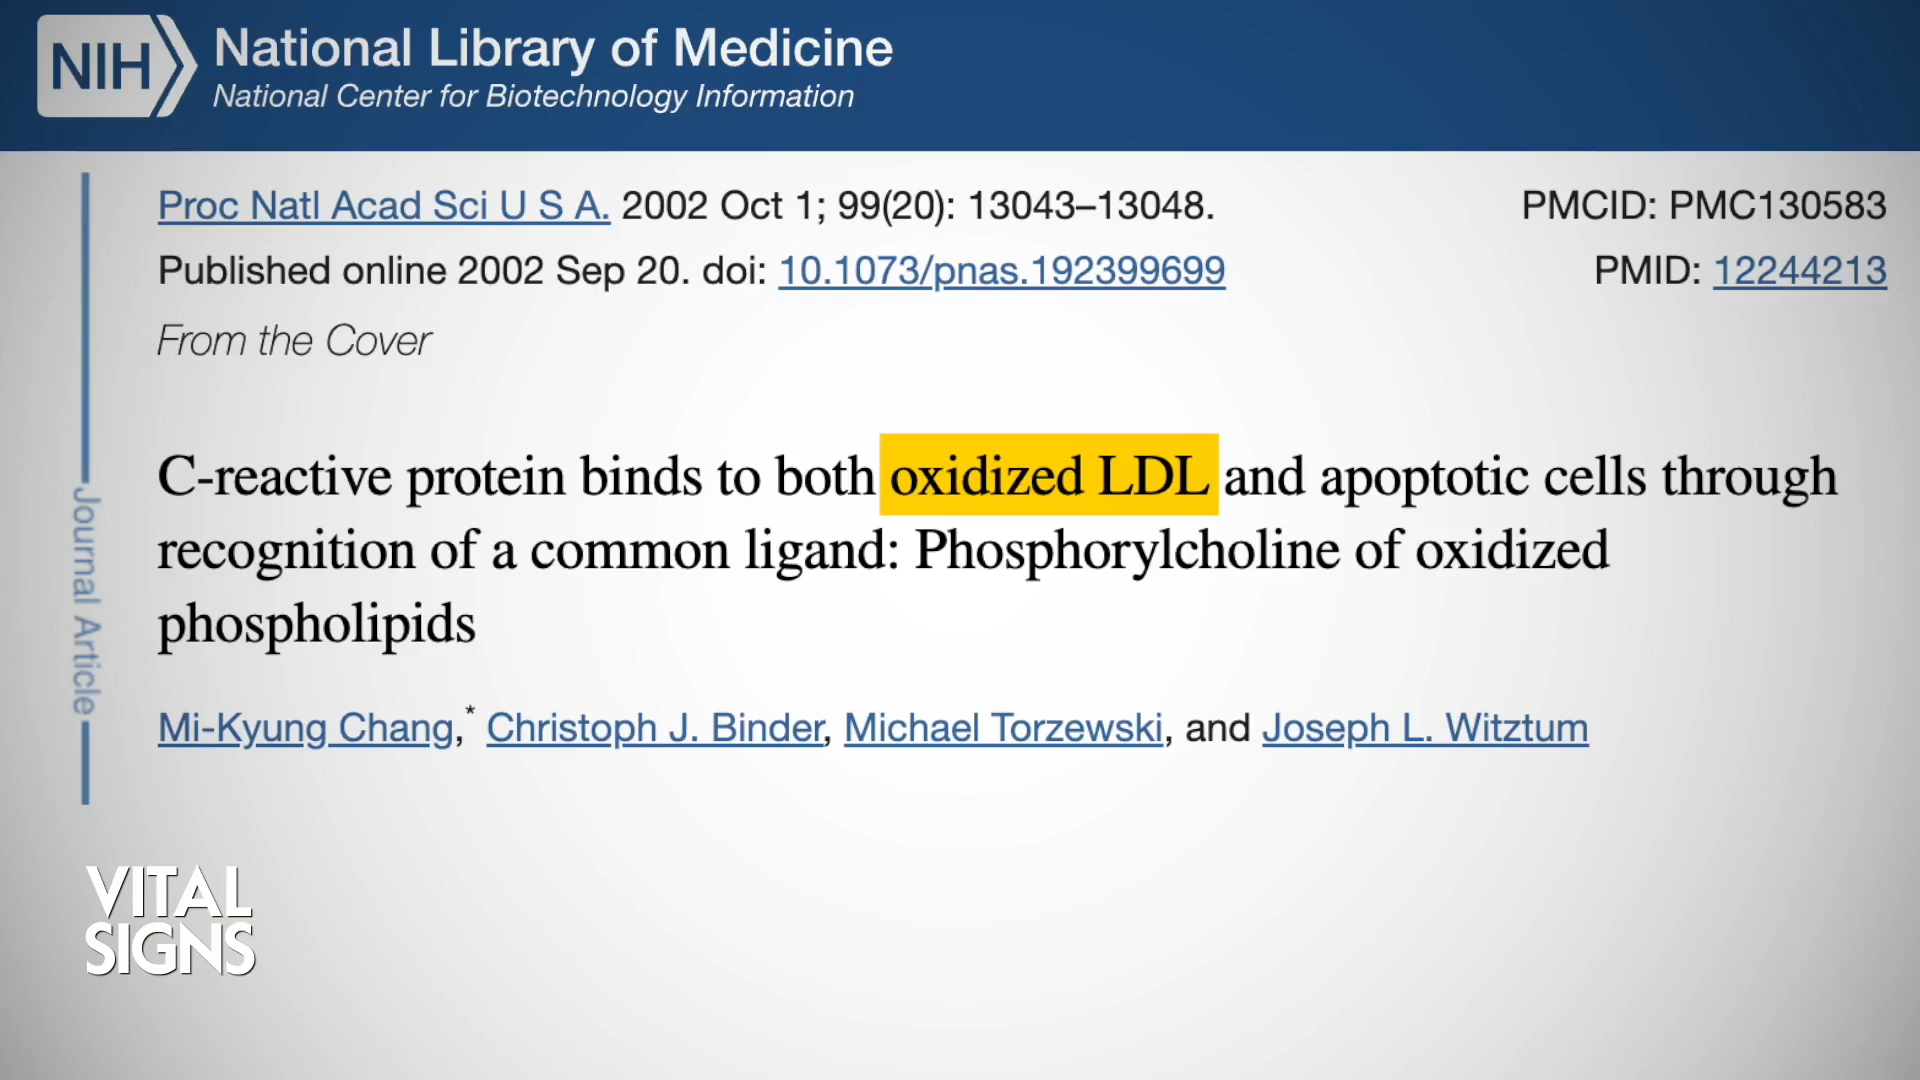 NIH National Library of Medicine
National Center for Biotechnology Information
Proc Natl Acad Sci U S A. 2002 Oct 1; 99(20): 13043–13048.
PMCID: PMC130583
Published online 2002 Sep 20. doi: 10.1073/pnas.192399699
PMID: 12244213
From the Cover
C-reactive protein binds to both oxidized LDL and apoptotic cells through
recognition of a common ligand: Phosphorylcholine of oxidized
phospholipids
Mi-Kyung Chang,* Christoph J. Binder, Michael Torzewski, and Joseph L. Witztum
Journal Article
VITAL
SIGNS